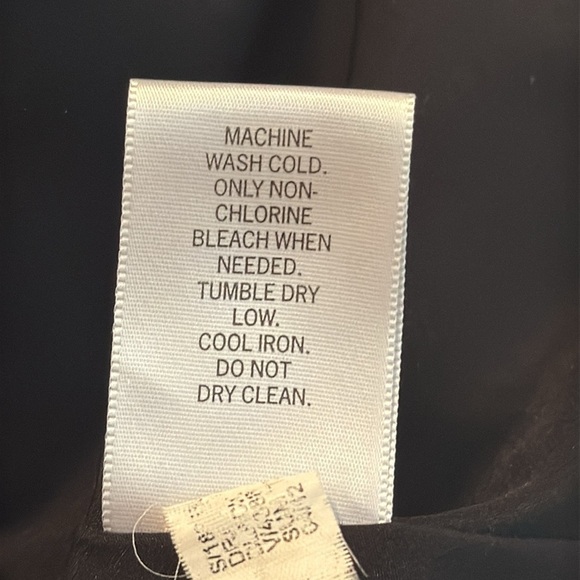 MACHINE
WASH COLD.
ONLY NON-
CHLORINE
BLEACH WHEN
NEEDED.
TUMBLE DRY
LOW.
COOL IRON.
DO NOT
DRY CLEAN.